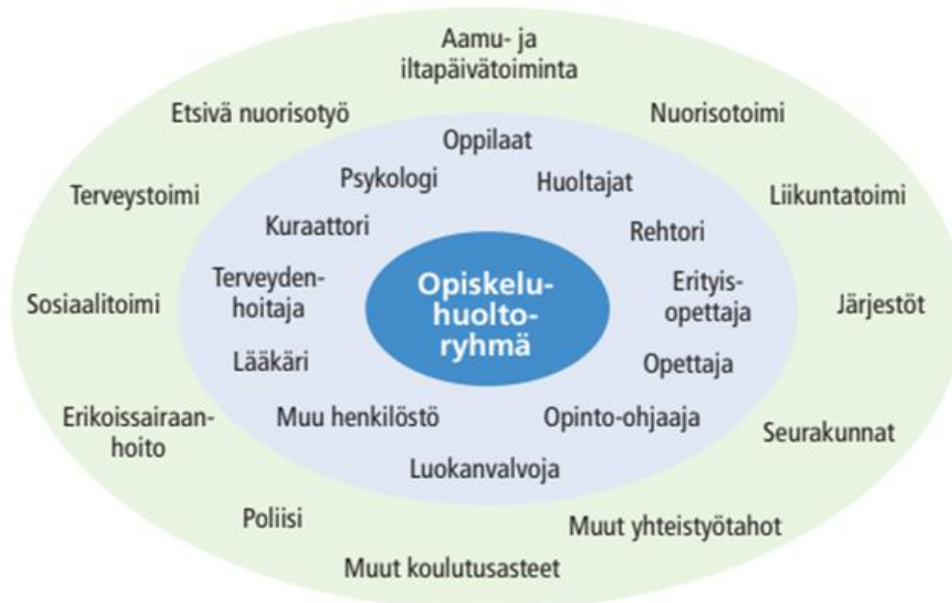 Aamu- ja
iltapäivätoiminta
Etsivä nuorisotyö
Nuorisotoimi
Oppilaat
Psykologi
Huoltajat
Terveystoimi
Liikuntatoimi
Kuraattori
Rehtori
Terveyden-
hoitaja
Opiskelu-
huolto-
ryhmä
Erityis-
opettaja
Sosiaalitoimi
Järjestöt
Lääkäri
Opettaja
Erikoissairaan-
hoito
Muu henkilöstö
Opinto-ohjaaja
Seurakunnat
Luokanvalvoja
Poliisi
Muut yhteistyötahot
Muut koulutusasteet